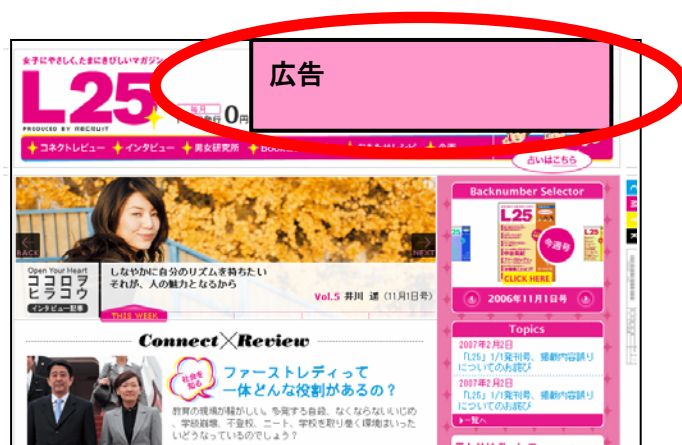 女子にやさしく、たまにきびしいマガジン
L25
PRODUCED BY RECRUIT
毎月
発行 0円
広告
コネクトレビュー
インタビュー
男女研究所
占いはこちら
BACK
NEXT
Open Your Heart
ココロヲ
ヒラコウ
インタビュー記事
しなやかに自分のリズムを持ちたい
それが、人の魅力となるから
Vol.5 井川 遥 (11月1日号)
THIS WEEK
Connect×Review
社会を
知る
ファーストレディって
一体どんな役割があるの?
教育の現場が騒がしい。多発する自殺、なくならないいじめ
、学級崩壊、不登校、ニート、学校を取り巻く環境はいった
いどうなっているのでしょう?
Backnumber Selector
L25
今週号
CLICK HERE
L25
2006年11月1日号
Topics
2007年2月2日
「L25」1/1発刊号、掲載内容誤り
についてのお詫び
2007年2月2日
「L25」1/1発刊号、掲載内容誤り
についてのお詫び
一覧へ